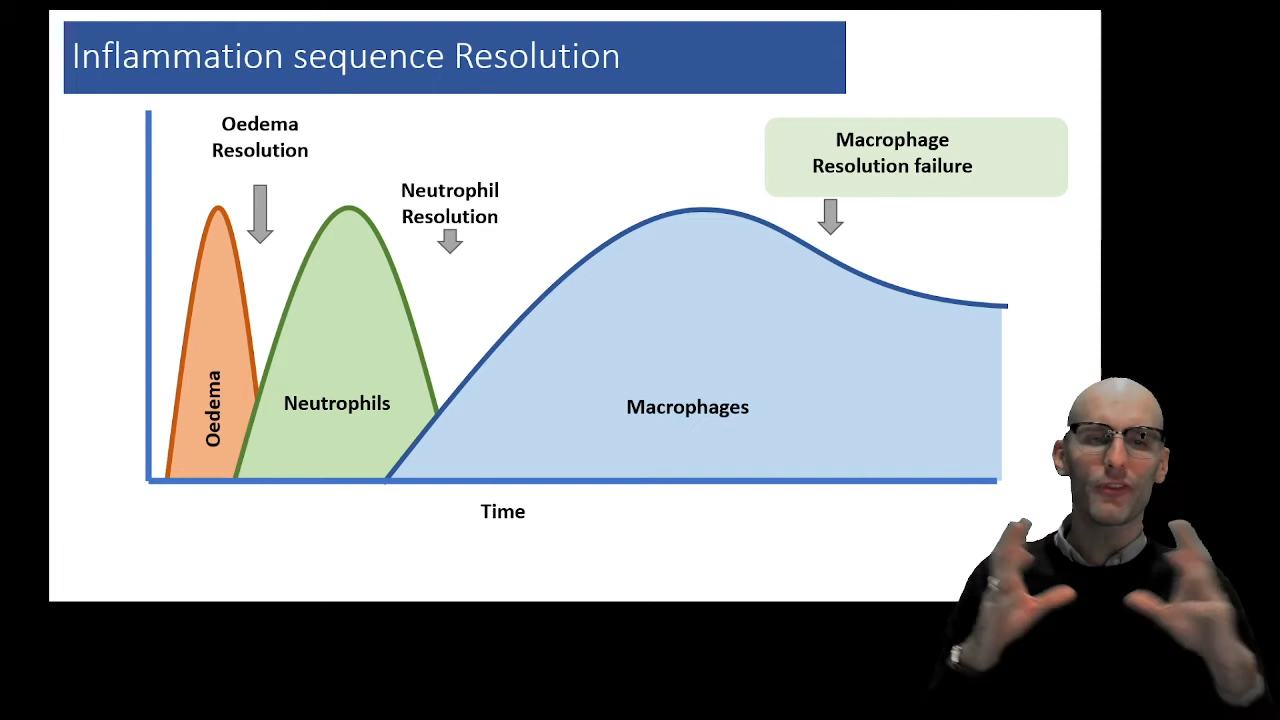 Inflammation sequence Resolution
Oedema
Resolution
Neutrophil
Resolution
Macrophage
Resolution failure
Oedema
Neutrophils
Macrophages
Time